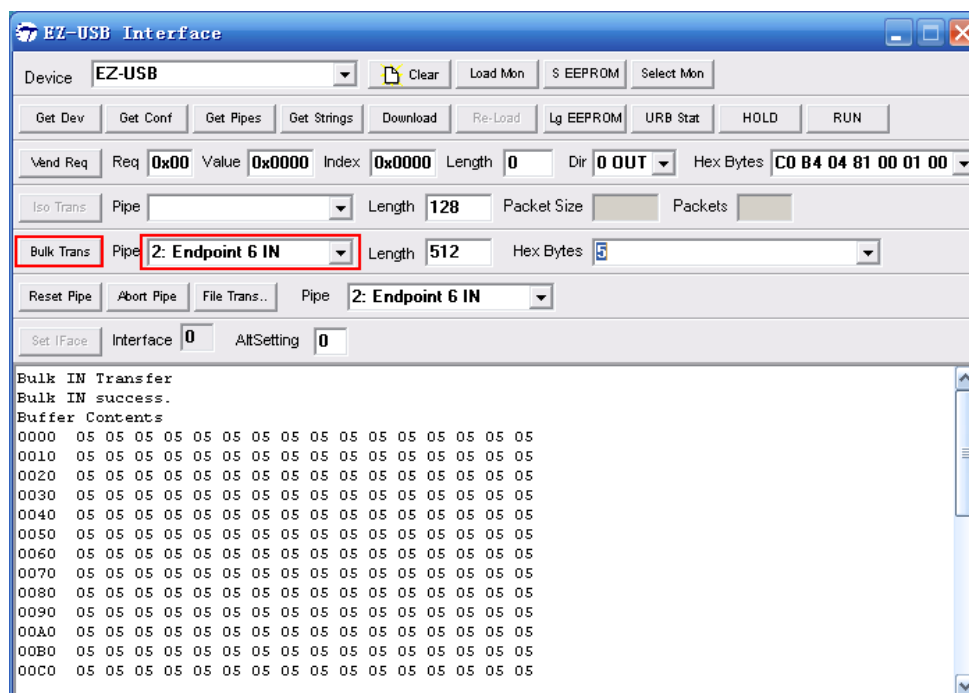 EZ-USB Interface
Device EZ-USB Clear Load Mon S EEPROM Select Mon
Get Dev Get Conf Get Pipes Get Strings Download Re-Load Lg EEPROM URB Stat HOLD RUN
Vend Req Req 0x00 Value 0x0000 Index 0x0000 Length 0 Dir 0 OUT Hex Bytes C0 B4 04 81 00 01 00
Iso Trans Pipe Length 128 Packet Size Packets
Bulk Trans Pipe 2: Endpoint 6 IN Length 512 Hex Bytes 5
Reset Pipe Abort Pipe File Trans.. Pipe 2: Endpoint 6 IN
Set IFace Interface 0 AltSetting 0
Bulk IN Transfer
Bulk IN success.
Buffer Contents
0000 05 05 05 05 05 05 05 05 05 05 05 05 05 05 05 05
0010 05 05 05 05 05 05 05 05 05 05 05 05 05 05 05 05
0020 05 05 05 05 05 05 05 05 05 05 05 05 05 05 05 05
0030 05 05 05 05 05 05 05 05 05 05 05 05 05 05 05 05
0040 05 05 05 05 05 05 05 05 05 05 05 05 05 05 05 05
0050 05 05 05 05 05 05 05 05 05 05 05 05 05 05 05 05
0060 05 05 05 05 05 05 05 05 05 05 05 05 05 05 05 05
0070 05 05 05 05 05 05 05 05 05 05 05 05 05 05 05 05
0080 05 05 05 05 05 05 05 05 05 05 05 05 05 05 05 05
0090 05 05 05 05 05 05 05 05 05 05 05 05 05 05 05 05
00A0 05 05 05 05 05 05 05 05 05 05 05 05 05 05 05 05
00B0 05 05 05 05 05 05 05 05 05 05 05 05 05 05 05 05
00C0 05 05 05 05 05 05 05 05 05 05 05 05 05 05 05 05